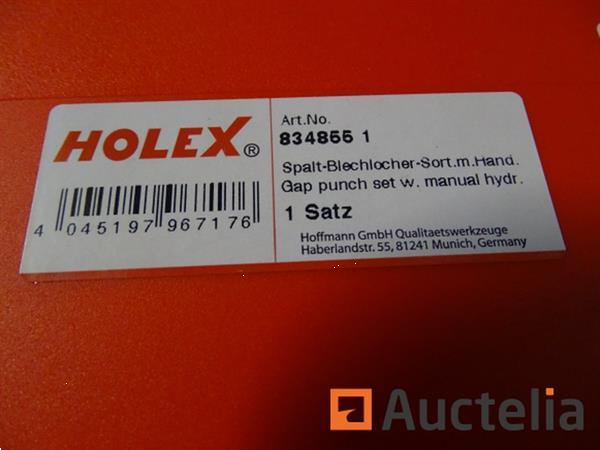 HOLEX®
4 045197 967176
Art.No.
834855 1
Spalt-Blechlocher-Sort.m.Hand.
Gap punch set w. manual hydr.
1 Satz
Hoffmann GmbH Qualitaetswerkzeuge
Haberlandstr. 55, 81241 Munich, Germany
Auctelia